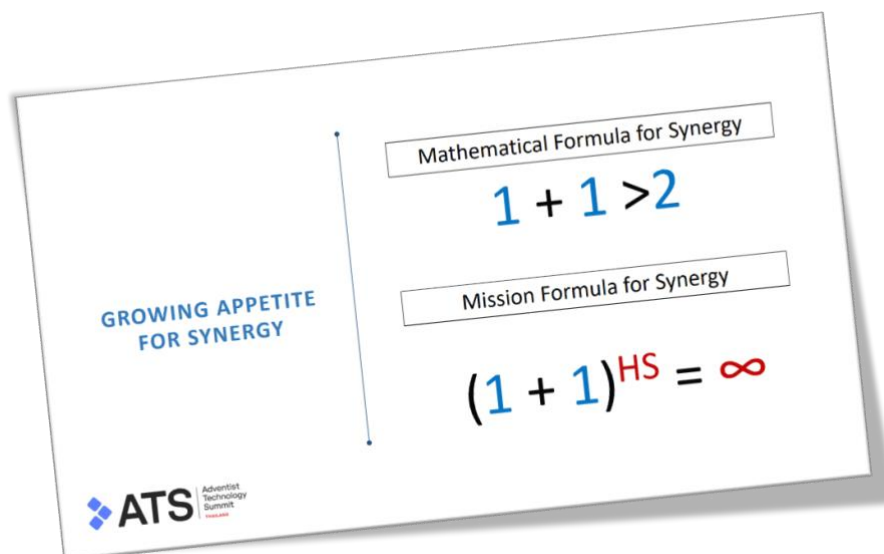 GROWING APPETITE
FOR SYNERGY
Mathematical Formula for Synergy
1 + 1 >2
Mission Formula for Synergy
(1 + 1)^HS = ∞
ATS
Adventist
Technology
Summit
THAILAND